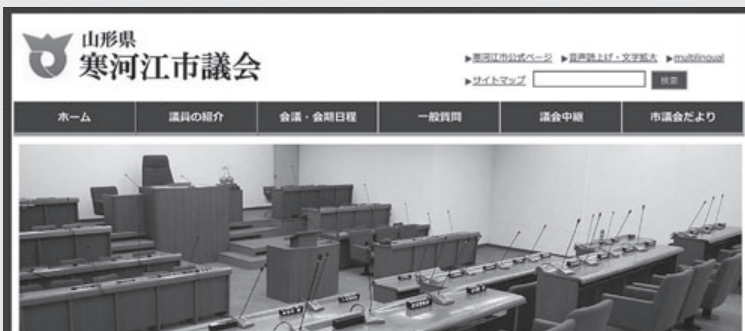 山形県
寒河江市議会
▶寒河江市公式ページ ▶音声読上げ・文字拡大 ▶multilingual
▶サイトマップ 検索
ホーム 議員の紹介 会議・会期日程 一般質問 議会中継 市議会だより